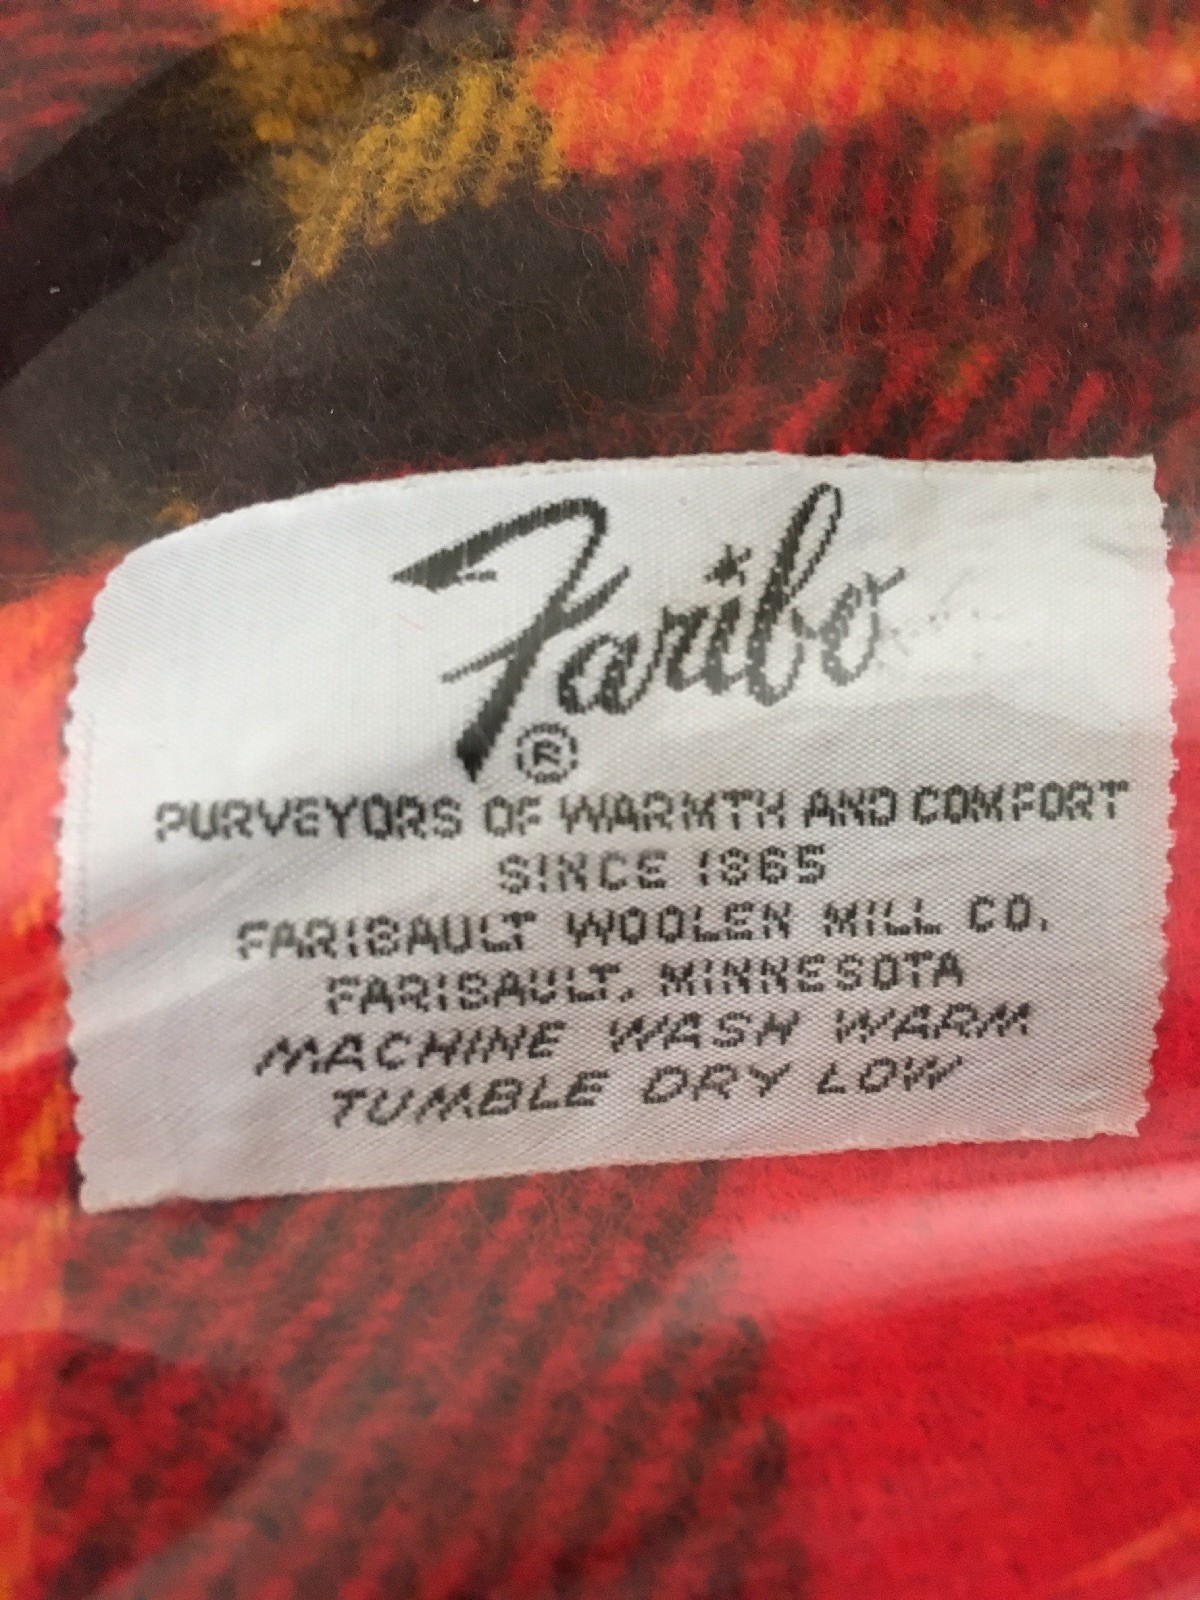 Faribo
®
PURVEYORS OF WARMTH AND COMFORT
SINCE 1865
FARIBAULT WOOLEN MILL CO.
FARIBAULT, MINNESOTA
MACHINE WASH WARM
TUMBLE DRY LOW